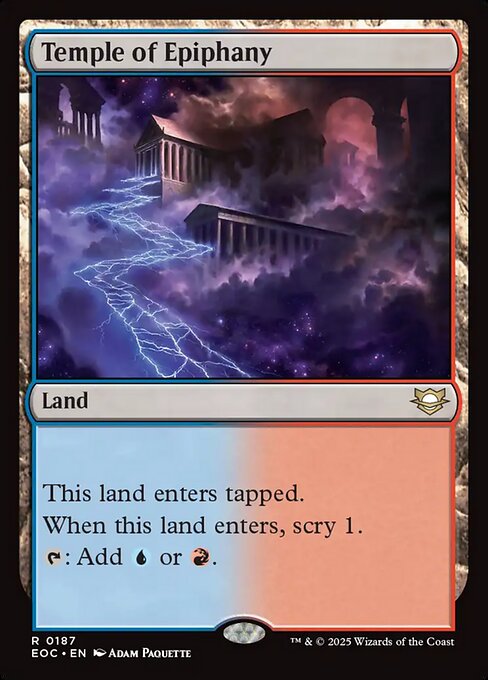 Temple of Epiphany
Land
This land enters tapped.
When this land enters, scry 1.
: Add or .
R 0187
EOC • EN Adam Paquette
™ & © 2025 Wizards of the Coast